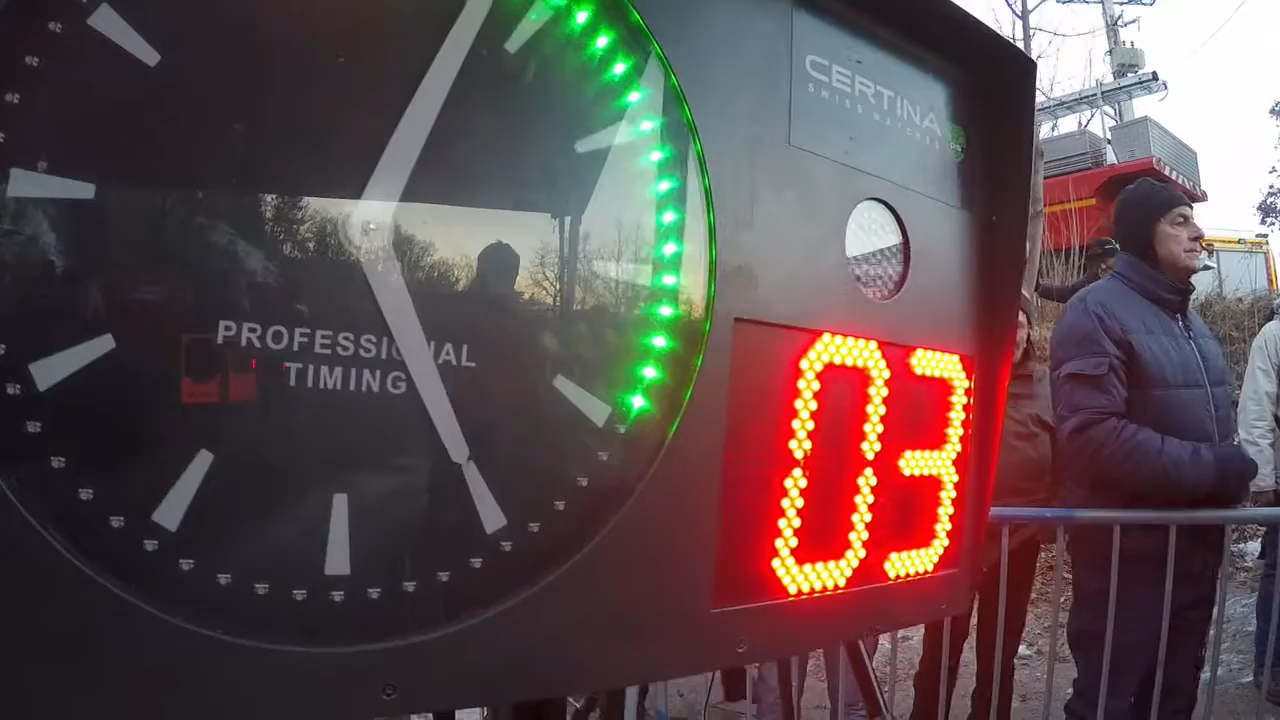 CERTINA
SWISS WATCHES
PROFESSIONAL
TIMING
03